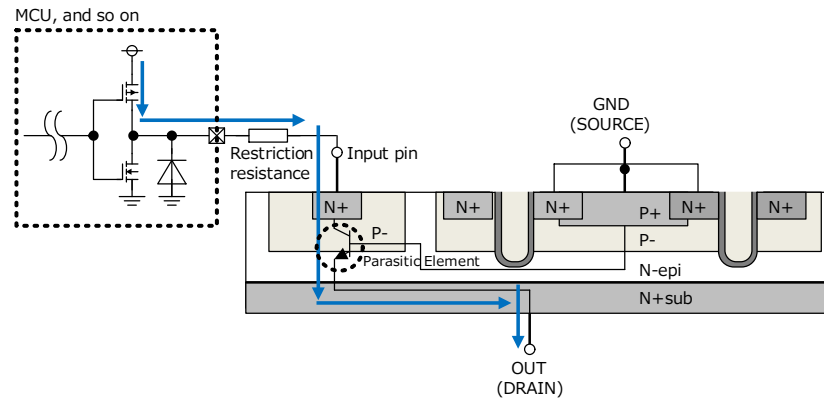 MCU, and so on
GND
(SOURCE)
Restriction
resistance
Input pin
N+
N+
N+
N+
N+
P+
P-
P-
Parasitic Element
N-epi
N+sub
OUT
(DRAIN)